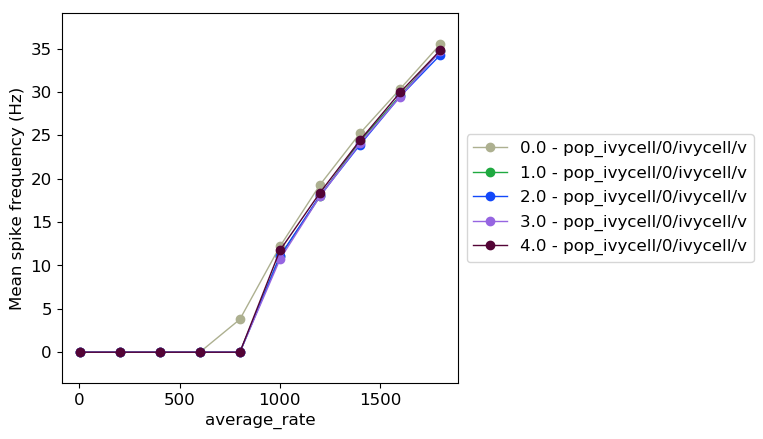 35
30
25
20
15
10
5
0
Mean spike frequency (Hz)
0
500
1000
1500
average_rate
0.0 - pop_ivycell/0/ivycell/v
1.0 - pop_ivycell/0/ivycell/v
2.0 - pop_ivycell/0/ivycell/v
3.0 - pop_ivycell/0/ivycell/v
4.0 - pop_ivycell/0/ivycell/v